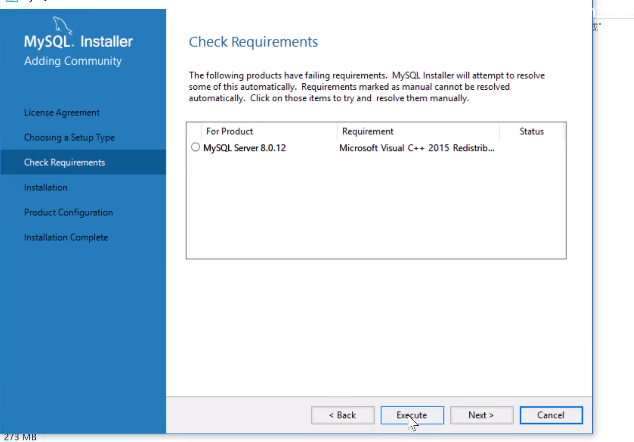 MySQL. Installer
Adding Community
License Agreement
Choosing a Setup Type
Check Requirements
Installation
Product Configuration
Installation Complete
Check Requirements
The following products have failing requirements. MySQL Installer will attempt to resolve
some of this automatically. Requirements marked as manual cannot be resolved
automatically. Click on those items to try and resolve them manually.
For Product Requirement Status
MySQL Server 8.0.12 Microsoft Visual C++ 2015 Redistrib...
< Back Execute Next > Cancel
273 MB